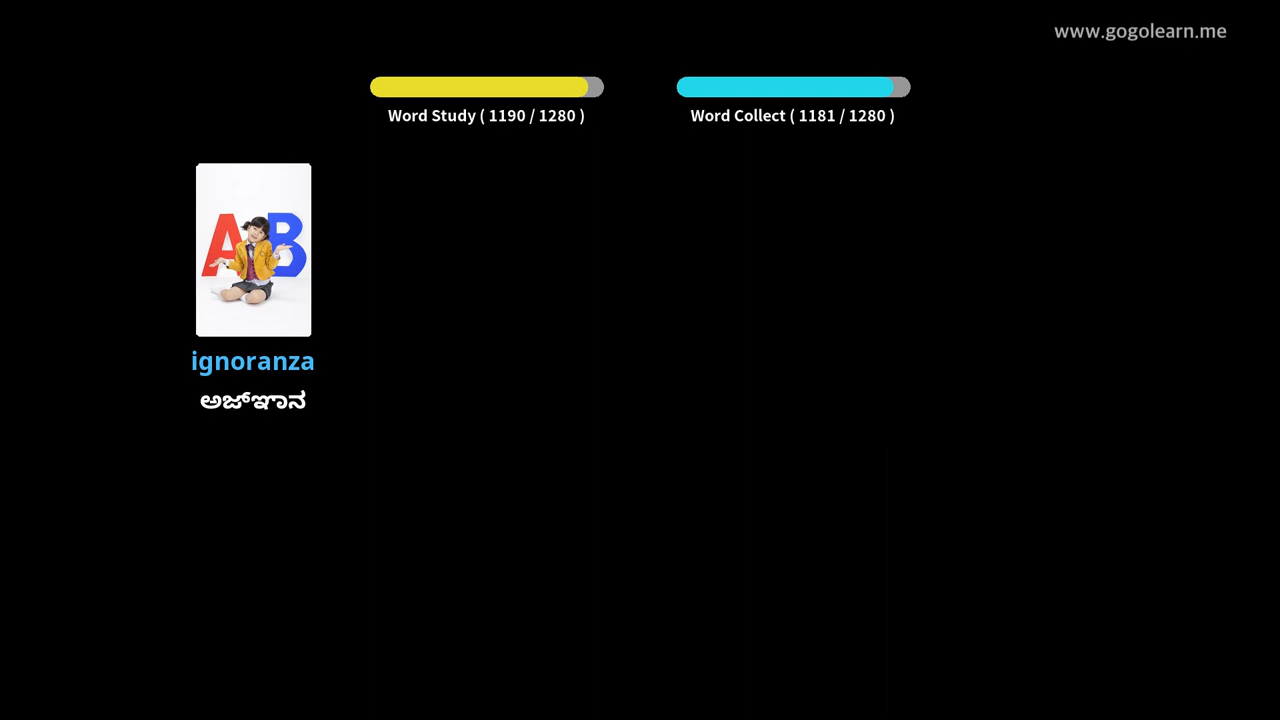 www.gogolearn.me
Word Study ( 1190 / 1280 )
Word Collect ( 1181 / 1280 )
A B
ignoranza
ಅಜ್‌ಞಾನ